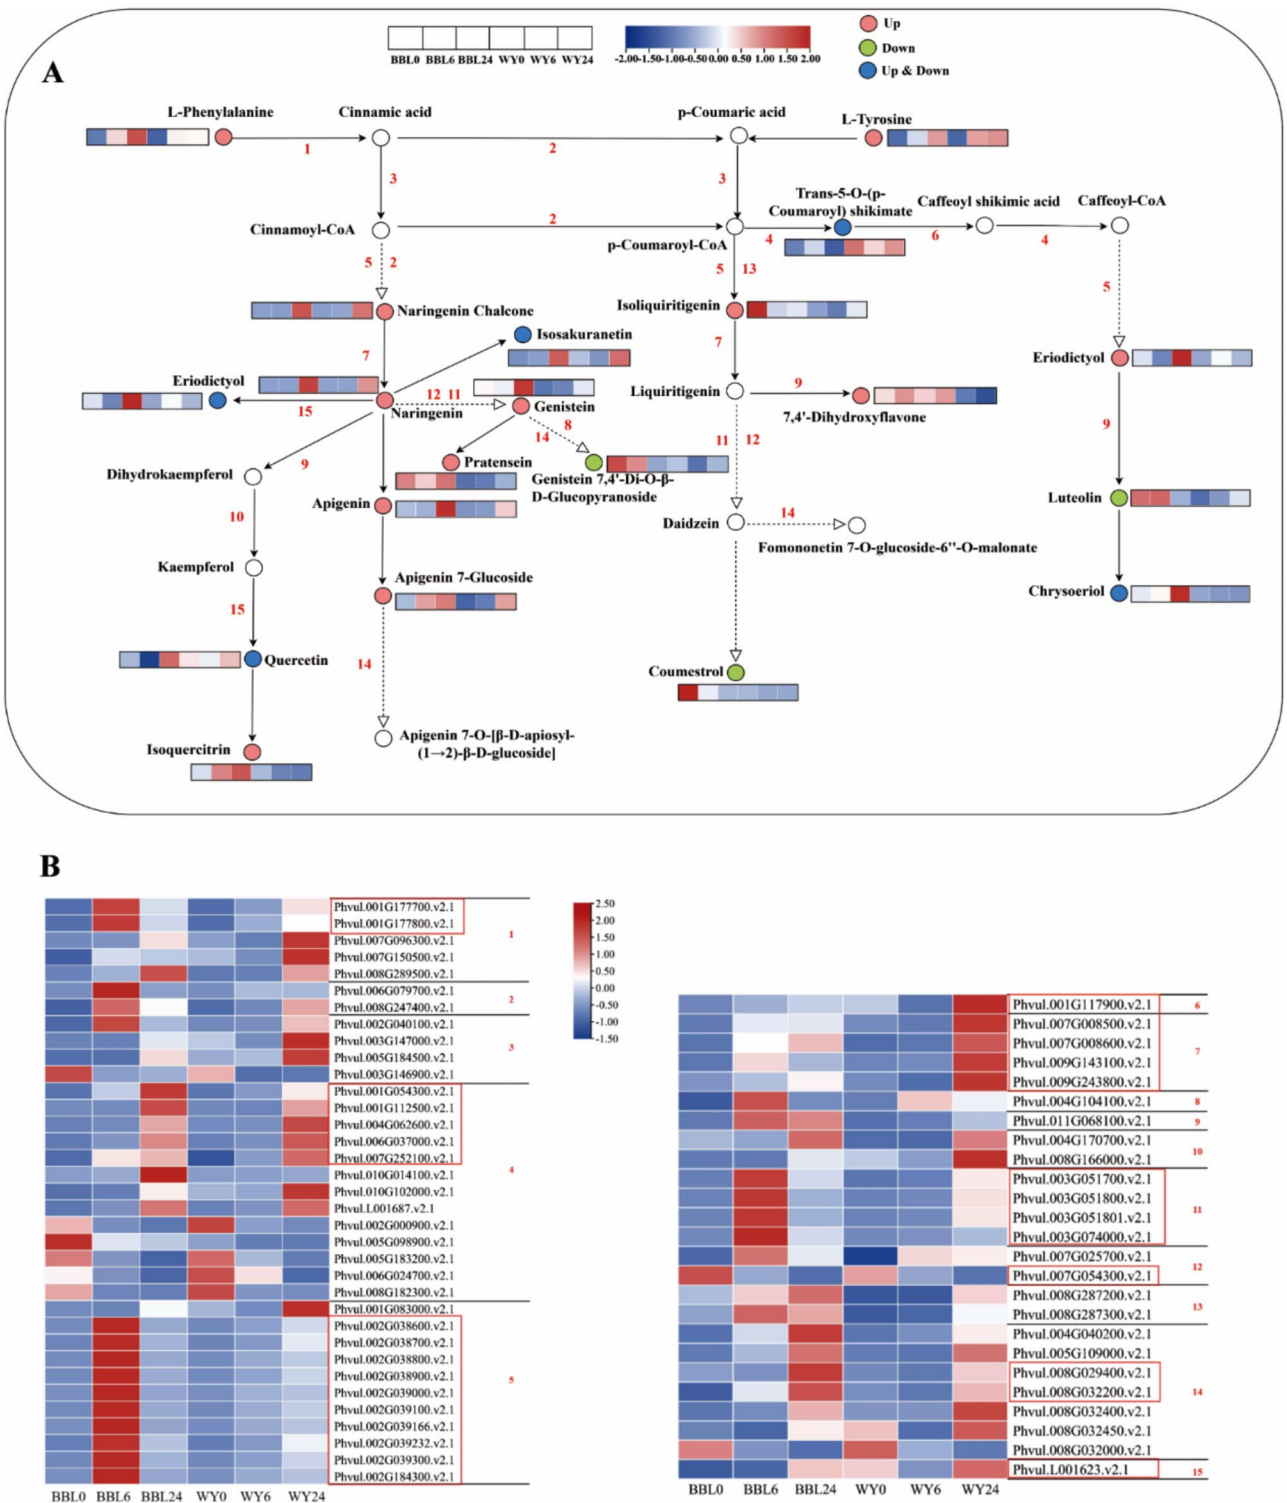 A
BBL0 BBL6 BBL24 WY0 WY6 WY24
-2.00 -1.50 -1.00 -0.50 0.00 0.50 1.00 1.50 2.00
Up
Down
Up & Down
L-Phenylalanine
Cinnamic acid
p-Coumaric acid
L-Tyrosine
1
2
3
3
Cinnamoyl-CoA
2
p-Coumaroyl-CoA
Trans-5-O-(p-
Coumaroyl) shikimate
Caffeoyl shikimic acid
Caffeoyl-CoA
4
6
4
5 2
5 13
5
Naringenin Chalcone
Isosakuranetin
Isoliquiritigenin
7
7
Eriodictyol
Eriodictyol
15
Naringenin
12 11
Genistein
Liquiritigenin
9
7,4'-Dihydroxyflavone
8
14
9
9
11 12
Dihydrokaempferol
Pratensein
Genistein 7,4'-Di-O-β-
D-Glucopyranoside
Apigenin
Luteolin
10
Daidzein
14
Fomononetin 7-O-glucoside-6''-O-malonate
Kaempferol
Apigenin 7-Glucoside
Chrysoeriol
15
Quercetin
14
Coumestrol
Isoquercitrin
Apigenin 7-O-[β-D-apiosyl-
(1→2)-β-D-glucoside]
B
Phvul.001G177700.v2.1
Phvul.001G177800.v2.1
Phvul.007G096300.v2.1
Phvul.007G150500.v2.1
Phvul.008G289500.v2.1
1
Phvul.006G079700.v2.1
Phvul.008G247400.v2.1
2
Phvul.002G040100.v2.1
Phvul.003G147000.v2.1
Phvul.005G184500.v2.1
Phvul.003G146900.v2.1
3
Phvul.001G054300.v2.1
Phvul.001G112500.v2.1
Phvul.004G062600.v2.1
Phvul.006G037000.v2.1
Phvul.007G252100.v2.1
Phvul.010G014100.v2.1
Phvul.010G102000.v2.1
Phvul.L001687.v2.1
Phvul.002G000900.v2.1
Phvul.005G098900.v2.1
Phvul.005G183200.v2.1
Phvul.006G024700.v2.1
Phvul.008G182300.v2.1
4
Phvul.001G083000.v2.1
Phvul.002G038600.v2.1
Phvul.002G038700.v2.1
Phvul.002G038800.v2.1
Phvul.002G038900.v2.1
Phvul.002G039000.v2.1
Phvul.002G039100.v2.1
Phvul.002G039166.v2.1
Phvul.002G039232.v2.1
Phvul.002G039300.v2.1
Phvul.002G184300.v2.1
5
BBL0 BBL6 BBL24 WY0 WY6 WY24
2.50
2.00
1.50
1.00
0.50
0.00
-0.50
-1.00
-1.50
Phvul.001G117900.v2.1
6
Phvul.007G008500.v2.1
Phvul.007G008600.v2.1
Phvul.009G143100.v2.1
Phvul.009G243800.v2.1
7
Phvul.004G104100.v2.1
8
Phvul.011G068100.v2.1
9
Phvul.004G170700.v2.1
Phvul.008G166000.v2.1
10
Phvul.003G051700.v2.1
Phvul.003G051800.v2.1
Phvul.003G051801.v2.1
Phvul.003G074000.v2.1
11
Phvul.007G025700.v2.1
Phvul.007G054300.v2.1
12
Phvul.008G287200.v2.1
Phvul.008G287300.v2.1
13
Phvul.004G040200.v2.1
Phvul.005G109000.v2.1
Phvul.008G029400.v2.1
Phvul.008G032200.v2.1
Phvul.008G032400.v2.1
Phvul.008G032450.v2.1
Phvul.008G032000.v2.1
14
Phvul.L001623.v2.1
15
BBL0 BBL6 BBL24 WY0 WY6 WY24